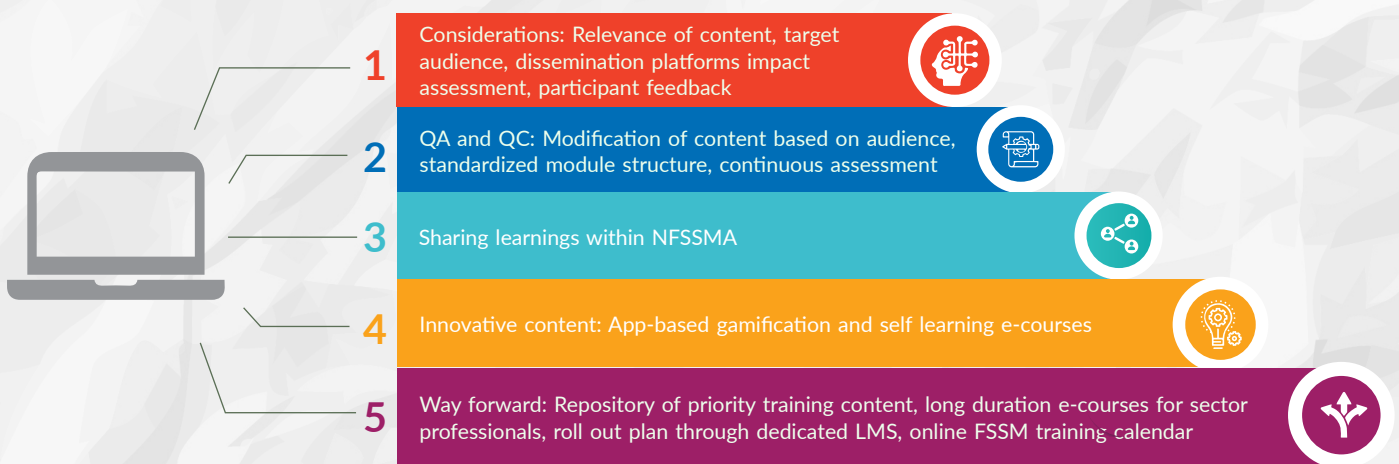 1
Considerations: Relevance of content, target
audience, dissemination platforms impact
assessment, participant feedback
2
QA and QC: Modification of content based on audience,
standardized module structure, continuous assessment
3
Sharing learnings within NFSSMA
4
Innovative content: App-based gamification and self learning e-courses
5
Way forward: Repository of priority training content, long duration e-courses for sector
professionals, roll out plan through dedicated LMS, online FSSM training calendar